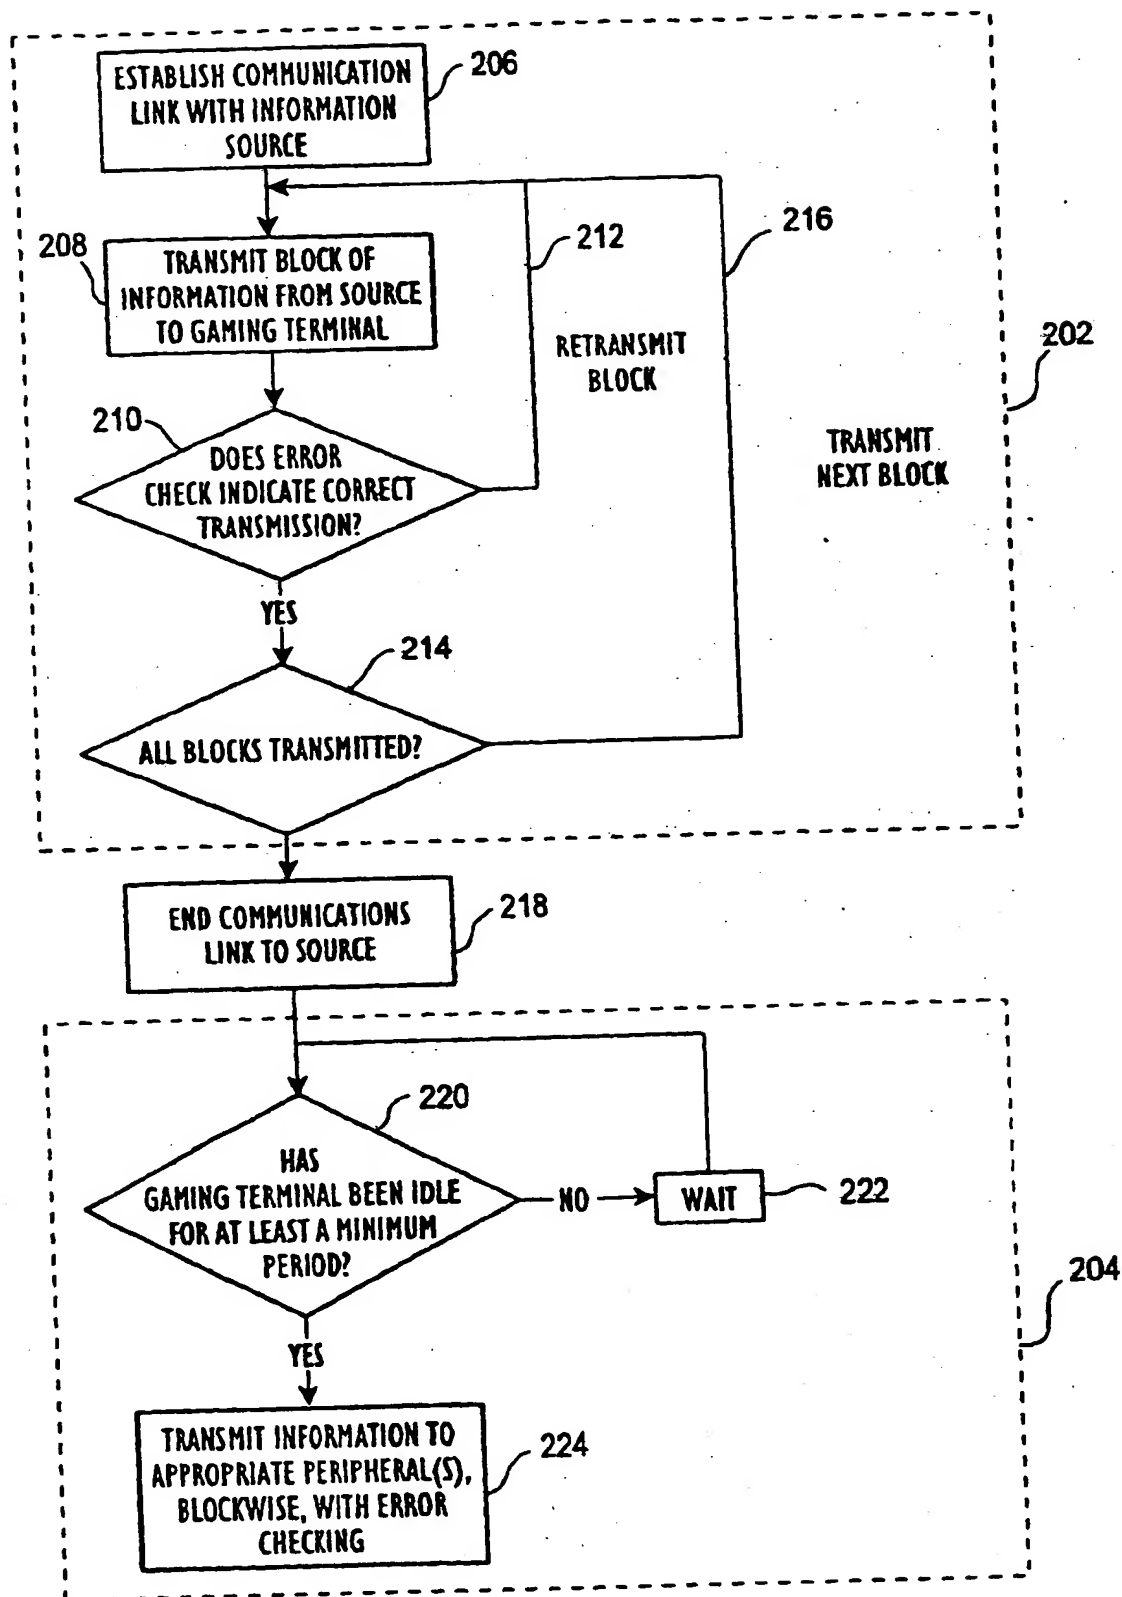 ESTABLISH COMMUNICATION
LINK WITH INFORMATION
SOURCE
206
208
TRANSMIT BLOCK OF
INFORMATION FROM SOURCE
TO GAMING TERMINAL
212
216
RETRANSMIT
BLOCK
202
210
DOES ERROR
CHECK INDICATE CORRECT
TRANSMISSION?
TRANSMIT
NEXT BLOCK
YES
214
ALL BLOCKS TRANSMITTED?
END COMMUNICATIONS
LINK TO SOURCE
218
220
HAS
GAMING TERMINAL BEEN IDLE
FOR AT LEAST A MINIMUM
PERIOD?
NO
WAIT
222
204
YES
TRANSMIT INFORMATION TO
APPROPRIATE PERIPHERAL(S),
BLOCKWISE, WITH ERROR
CHECKING
224